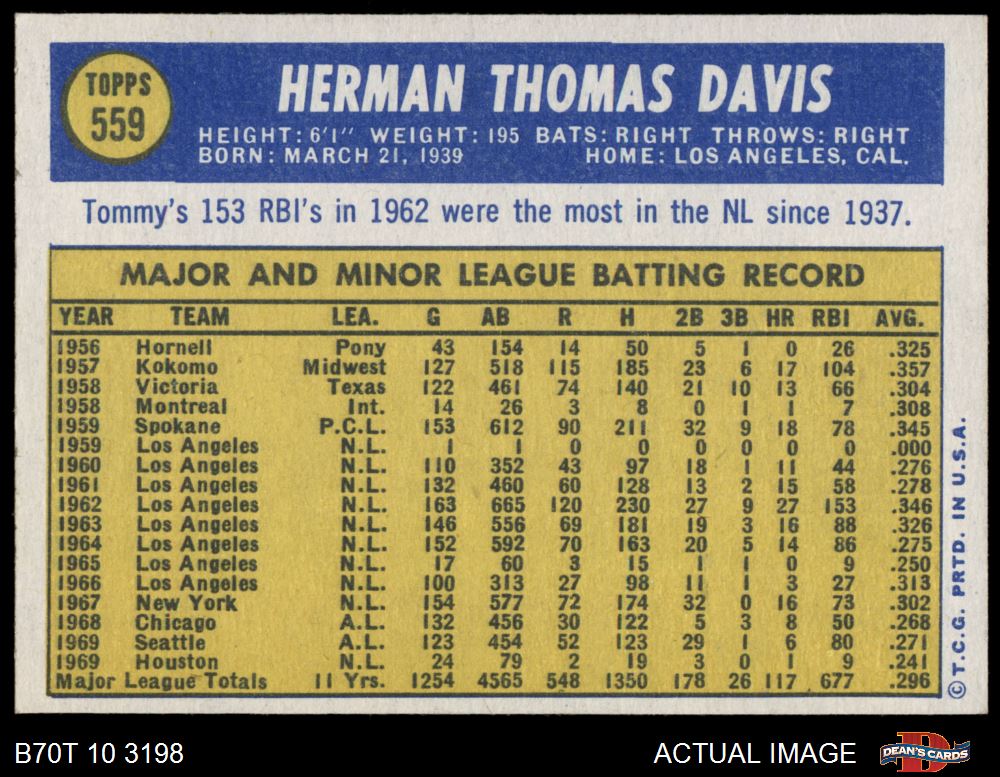 TOPPS
559
HERMAN THOMAS DAVIS
HEIGHT: 6'1" WEIGHT: 195 BATS: RIGHT THROWS: RIGHT
BORN: MARCH 21, 1939 HOME: LOS ANGELES, CAL.
Tommy's 153 RBI's in 1962 were the most in the NL since 1937.
MAJOR AND MINOR LEAGUE BATTING RECORD
YEAR TEAM LEA. G AB R H 2B 3B HR RBI AVG.
1956 Hornell Pony 43 154 14 50 5 1 0 26 .325
1957 Kokomo Midwest 127 518 115 185 23 6 17 104 .357
1958 Victoria Texas 122 461 74 140 21 10 13 66 .304
1958 Montreal Int. 14 26 3 8 0 1 1 7 .308
1959 Spokane P.C.L. 153 612 90 211 32 9 18 78 .345
1959 Los Angeles N.L. 1 1 0 0 0 0 0 0 .000
1960 Los Angeles N.L. 110 352 43 97 18 1 11 44 .276
1961 Los Angeles N.L. 132 460 60 128 13 2 15 58 .278
1962 Los Angeles N.L. 163 665 120 230 27 9 27 153 .346
1963 Los Angeles N.L. 146 556 69 181 19 3 16 88 .326
1964 Los Angeles N.L. 152 592 70 163 20 5 14 86 .275
1965 Los Angeles N.L. 17 60 3 15 1 1 0 9 .250
1966 Los Angeles N.L. 100 313 27 98 11 1 3 27 .313
1967 New York N.L. 154 577 72 174 32 0 16 73 .302
1968 Chicago A.L. 132 456 30 122 5 3 8 50 .268
1969 Seattle A.L. 123 454 52 123 29 1 6 80 .271
1969 Houston N.L. 24 79 2 19 3 0 1 9 .241
Major League Totals 11 Yrs. 1254 4565 548 1350 178 26 117 677 .296
© T.C.G. PRTD. IN U.S.A.
B70T 10 3198 ACTUAL IMAGE
DEAN'S CARDS